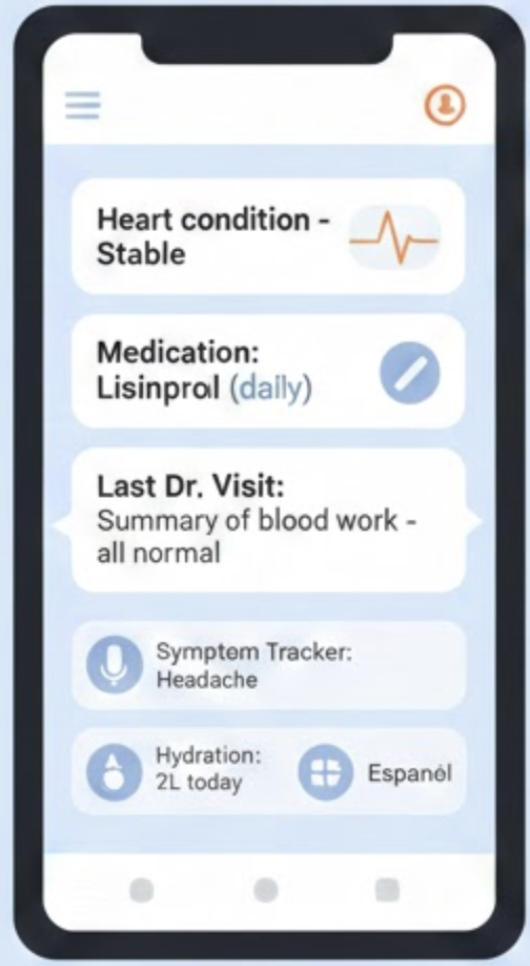 Heart condition -
Stable
Medication:
Lisinprol (daily)
Last Dr. Visit:
Summary of blood work -
all normal
Symptom Tracker:
Headache
Hydration:
2L today
Espanól